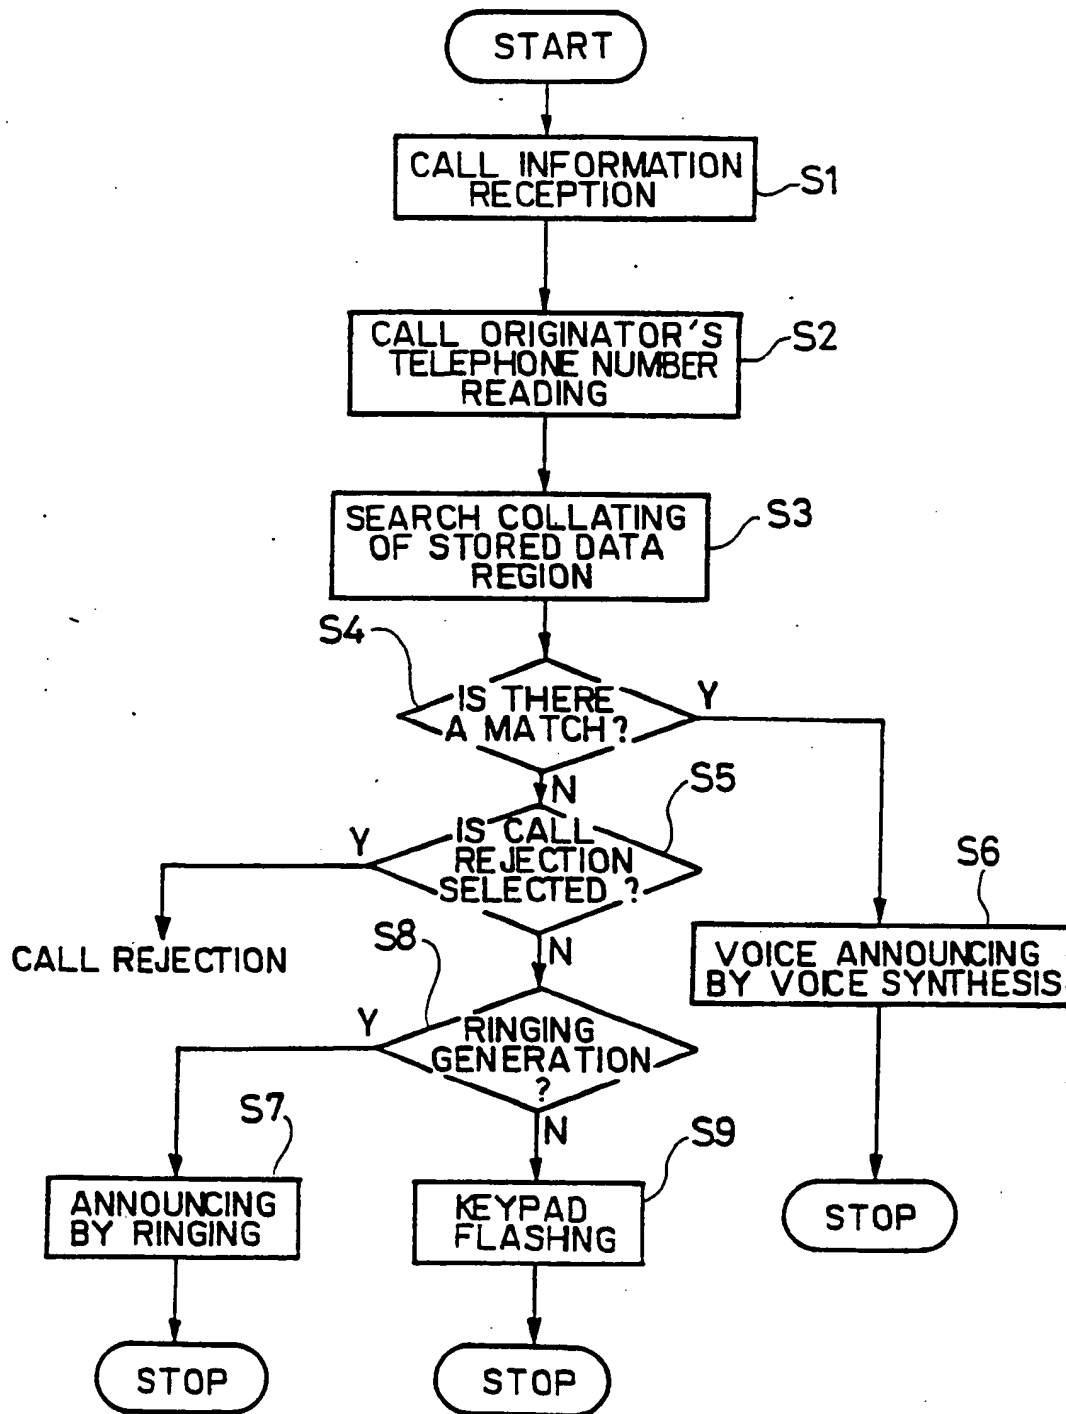 START
CALL INFORMATION
RECEPTION
S1
CALL ORIGINATOR'S
TELEPHONE NUMBER
READING
S2
SEARCH COLLATING
OF STORED DATA
REGION
S3
S4
IS THERE
A MATCH?
Y
N
S5
IS CALL
REJECTION
SELECTED ?
Y
CALL REJECTION
N
S6
VOICE ANNOUNCING
BY VOICE SYNTHESIS
S8
RINGING
GENERATION
?
Y
N
S7
ANNOUNCING
BY RINGING
S9
KEYPAD
FLASHNG
STOP
STOP
STOP